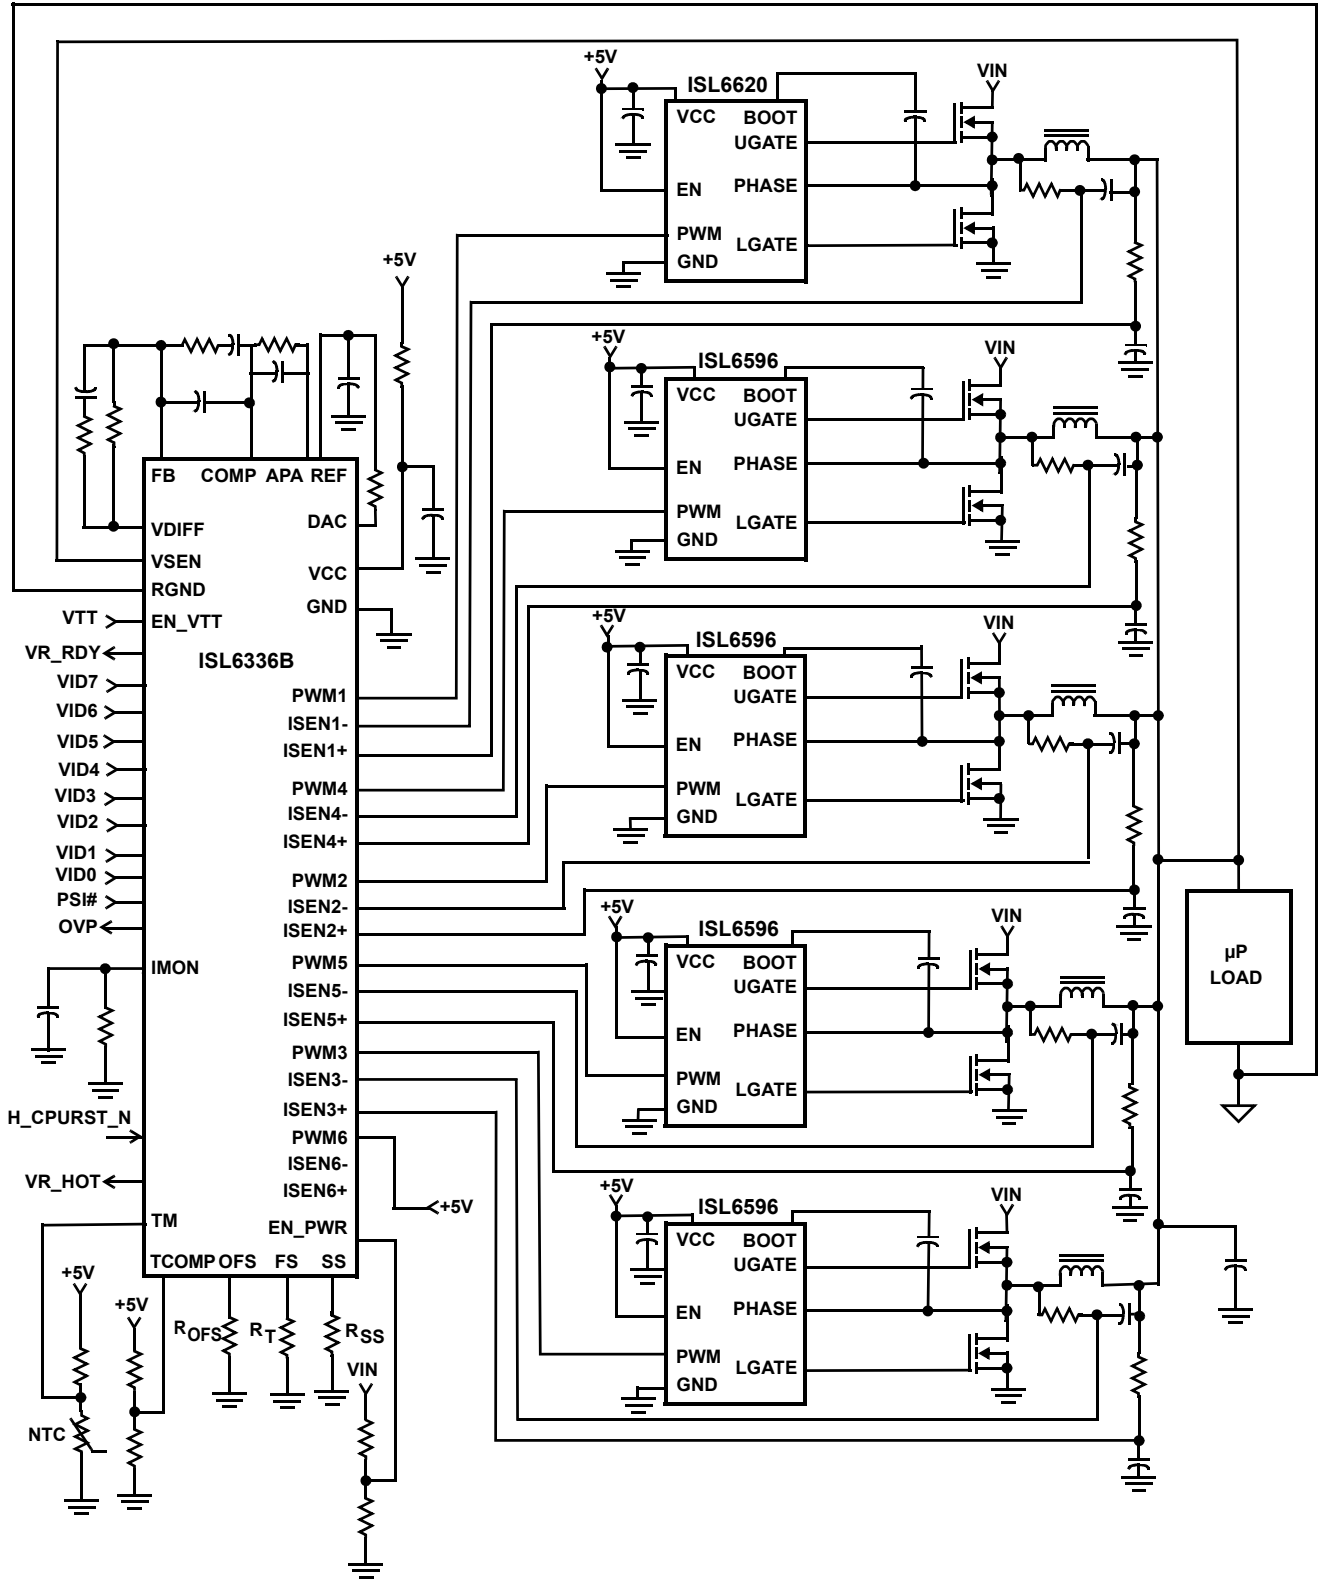 +5V
ISL6620
VIN
VCC
BOOT
UGATE
EN
PHASE
PWM
LGATE
GND
+5V
+5V
ISL6596
VIN
VCC
BOOT
UGATE
EN
PHASE
PWM
LGATE
GND
+5V
ISL6596
VIN
VCC
BOOT
UGATE
EN
PHASE
PWM
LGATE
GND
+5V
ISL6596
VIN
VCC
BOOT
UGATE
EN
PHASE
PWM
LGATE
GND
+5V
ISL6596
VIN
VCC
BOOT
UGATE
EN
PHASE
PWM
LGATE
GND
FB COMP APA REF
VDIFF
DAC
VSEN
VCC
RGND
GND
VTT
EN_VTT
VR_RDY
ISL6336B
VID7
VID6
VID5
VID4
VID3
VID2
VID1
VID0
PSI#
OVP
IMON
H_CPURST_N
VR_HOT
TM
PWM1
ISEN1-
ISEN1+
PWM4
ISEN4-
ISEN4+
PWM2
ISEN2-
ISEN2+
PWM5
ISEN5-
ISEN5+
PWM3
ISEN3-
ISEN3+
PWM6
ISEN6-
ISEN6+
+5V
EN_PWR
TCOMP OFS FS SS
+5V
+5V
ROFS
RT
RSS
VIN
NTC
µP
LOAD